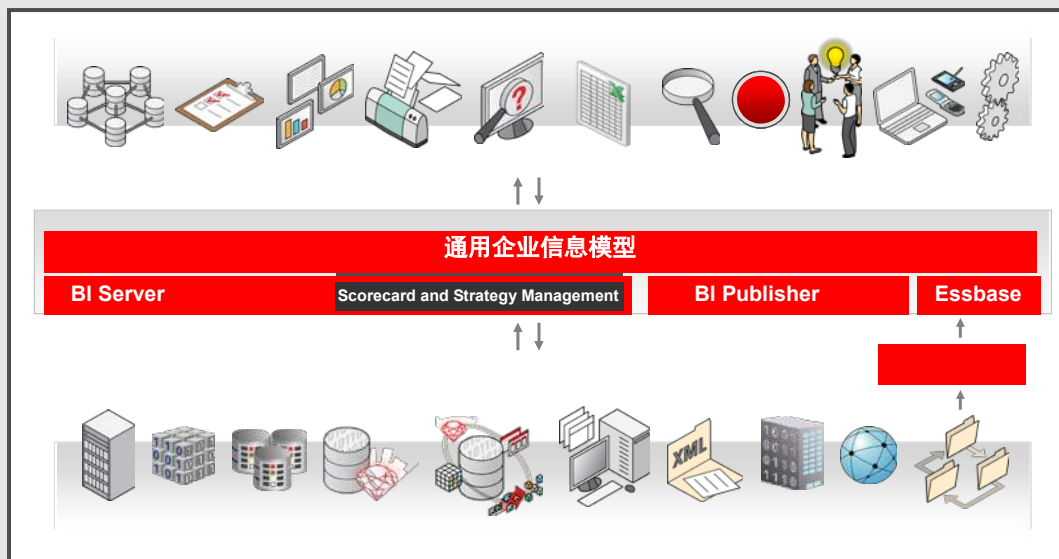 通用企业信息模型
BI Server
Scorecard and Strategy Management
BI Publisher
Essbase
XML